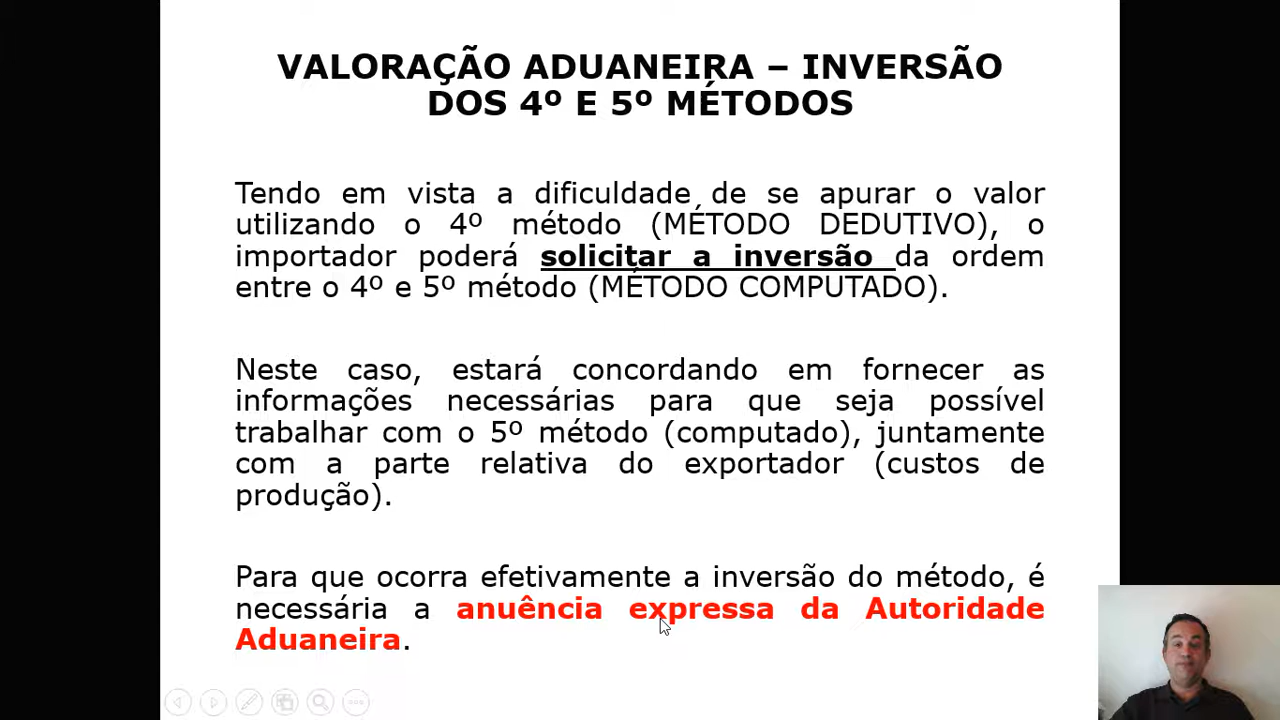 VALORAÇÃO ADUANEIRA – INVERSÃO
DOS 4º E 5º MÉTODOS
Tendo em vista a dificuldade de se apurar o valor
utilizando o 4º método (MÉTODO DEDUTIVO), o
importador poderá solicitar a inversão da ordem
entre o 4º e 5º método (MÉTODO COMPUTADO).
Neste caso, estará concordando em fornecer as
informações necessárias para que seja possível
trabalhar com o 5º método (computado), juntamente
com a parte relativa do exportador (custos de
produção).
Para que ocorra efetivamente a inversão do método, é
necessária a anuência expressa da Autoridade
Aduaneira.